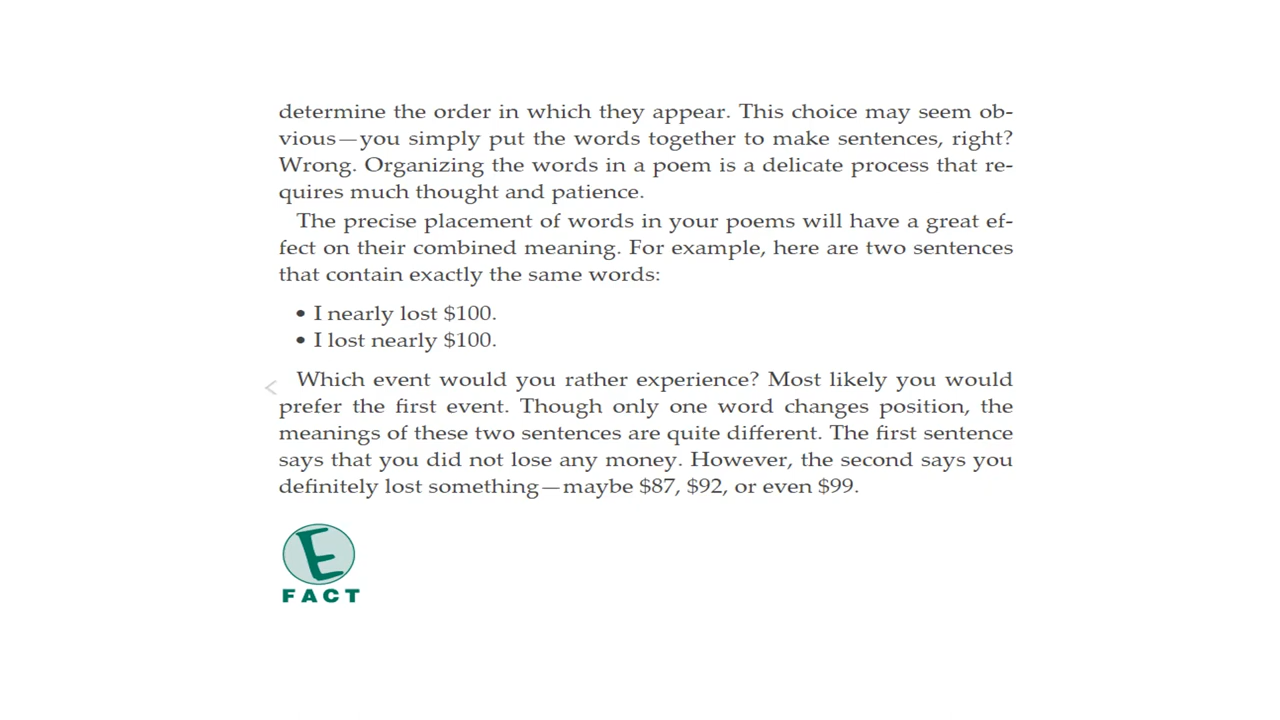 determine the order in which they appear. This choice may seem ob-
vious—you simply put the words together to make sentences, right?
Wrong. Organizing the words in a poem is a delicate process that re-
quires much thought and patience.
The precise placement of words in your poems will have a great ef-
fect on their combined meaning. For example, here are two sentences
that contain exactly the same words:
• I nearly lost $100.
• I lost nearly $100.
Which event would you rather experience? Most likely you would
prefer the first event. Though only one word changes position, the
meanings of these two sentences are quite different. The first sentence
says that you did not lose any money. However, the second says you
definitely lost something—maybe $87, $92, or even $99.
E
FACT